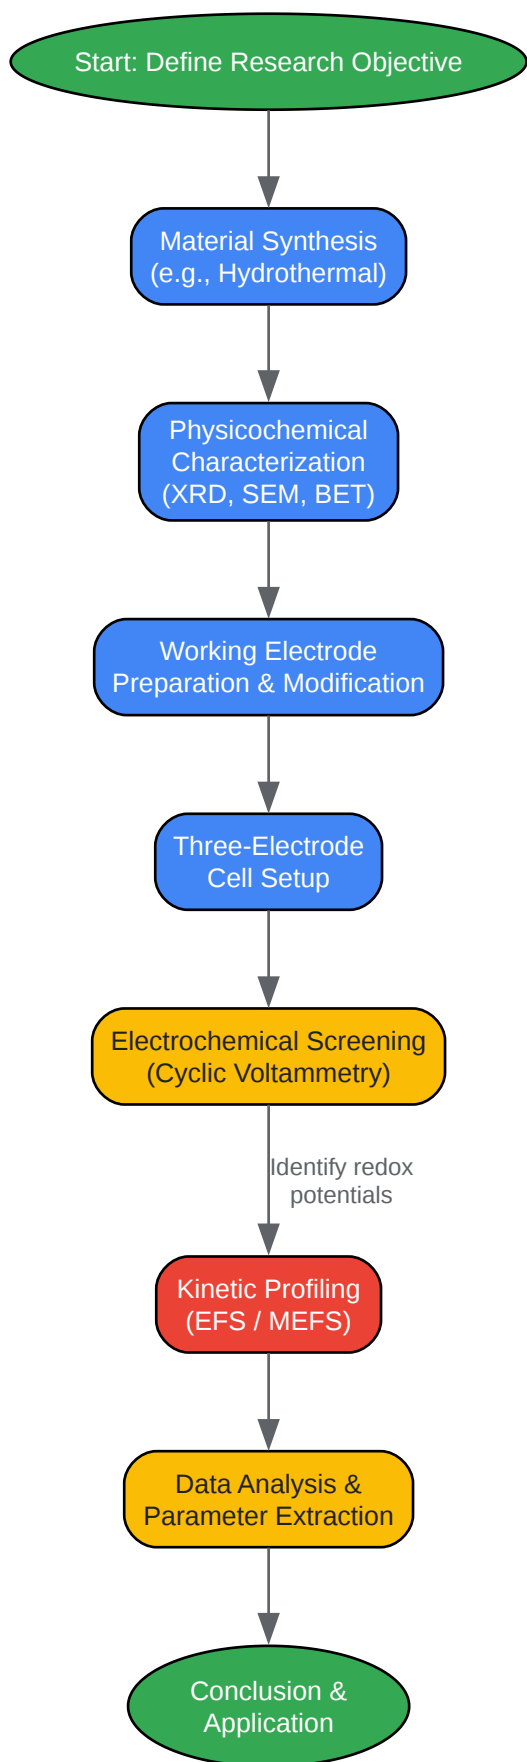 Start: Define Research Objective
Material Synthesis
(e.g., Hydrothermal)
Physicochemical
Characterization
(XRD, SEM, BET)
Working Electrode
Preparation & Modification
Three-Electrode
Cell Setup
Electrochemical Screening
(Cyclic Voltammetry)
Identify redox
potentials
Kinetic Profiling
(EFS / MEFS)
Data Analysis &
Parameter Extraction
Conclusion &
Application